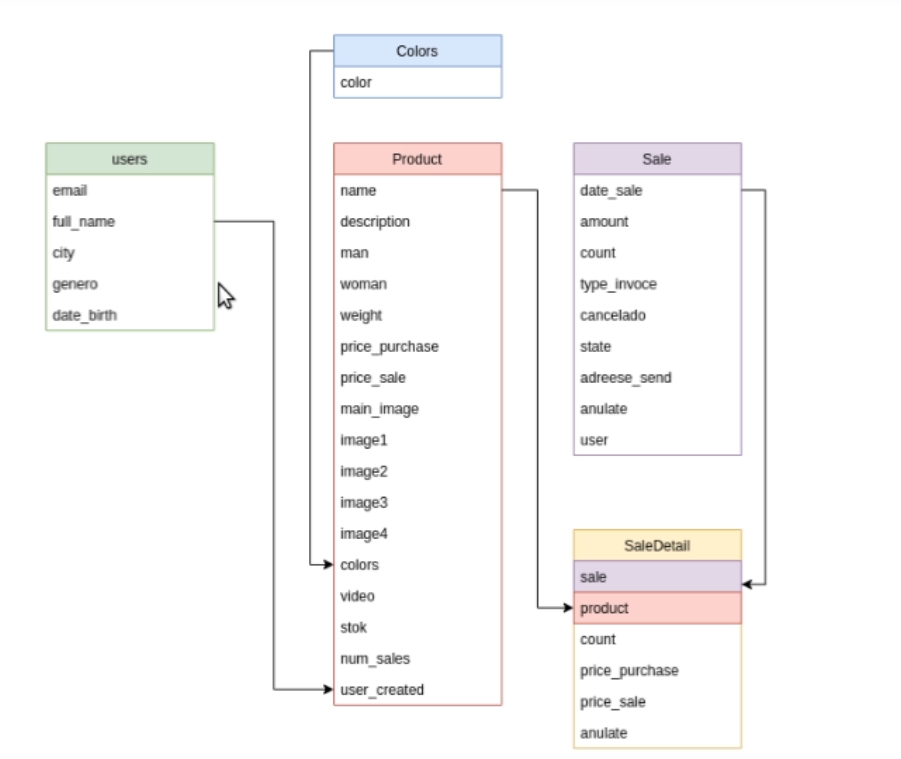 Colors
color
users
email
full_name
city
genero
date_birth
Product
name
description
man
woman
weight
price_purchase
price_sale
main_image
image1
image2
image3
image4
colors
video
stok
num_sales
user_created
Sale
date_sale
amount
count
type_invoce
cancelado
state
adreese_send
anulate
user
SaleDetail
sale
product
count
price_purchase
price_sale
anulate